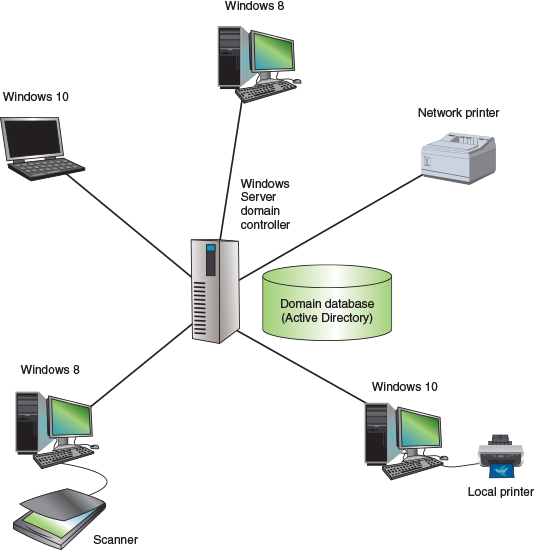 Windows 8
Windows 10
Network printer
Windows
Server
domain
controller
Domain database
(Active Directory)
Windows 8
Windows 10
Local printer
Scanner